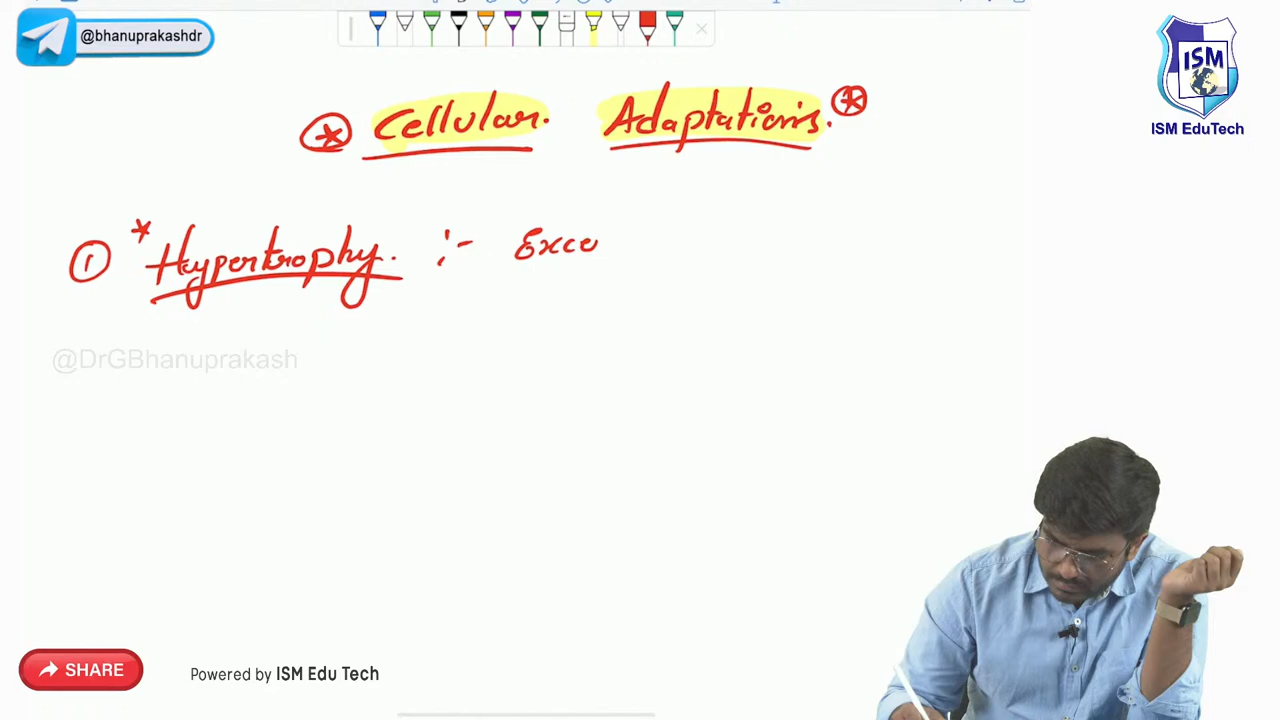 @bhanuprakashdr
ISM
ISM EduTech
Cellular. Adaptations.
① Hypertrophy. :- Exce
@DrGBhanuprakash
SHARE
Powered by ISM Edu Tech